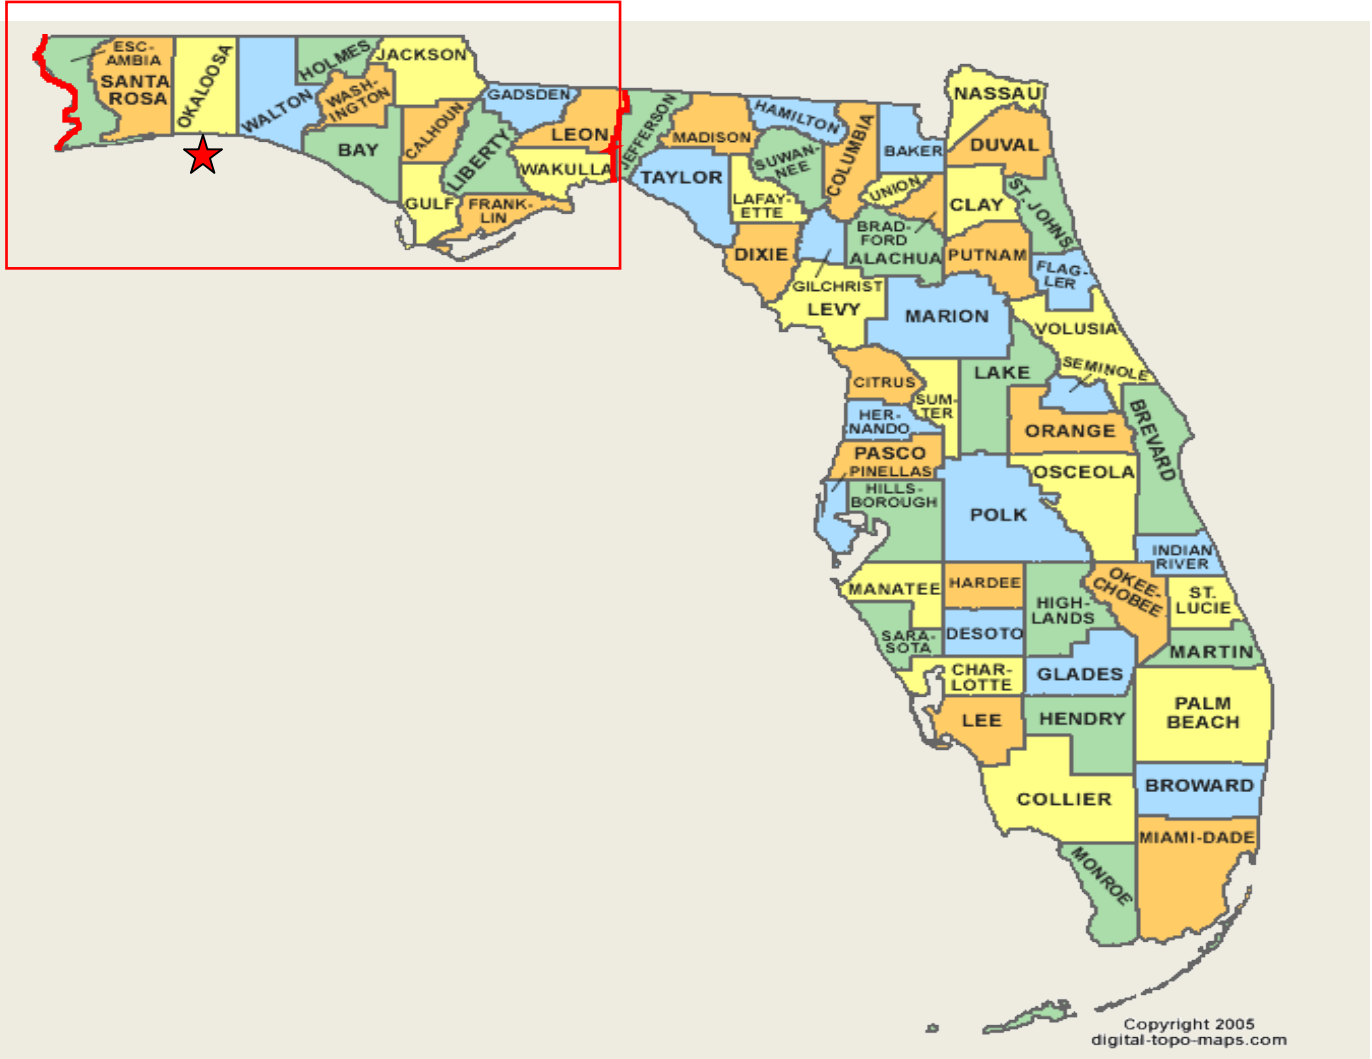 ESC-
AMBIA
SANTA
ROSA
OKALOOSA
WALTON
HOLMES
WASH-
INGTON
JACKSON
BAY
CALHOUN
GULF
LIBERTY
GADSDEN
LEON
WAKULLA
FRANK-
LIN
JEFFERSON
MADISON
TAYLOR
HAMILTON
SUWAN-
NEE
LAFAY-
ETTE
DIXIE
COLUMBIA
BAKER
UNION
BRAD-
FORD
ALACHUA
GILCHRIST
LEVY
NASSAU
DUVAL
CLAY
ST. JOHNS
PUTNAM
FLAG-
LER
MARION
VOLUSIA
CITRUS
SUM-
TER
LAKE
SEMINOLE
HER-
NANDO
ORANGE
BREVARD
PASCO
PINELLAS
HILLS-
BOROUGH
POLK
OSCEOLA
INDIAN
RIVER
MANATEE
HARDEE
HIGH-
LANDS
OKEE-
CHOBEE
ST.
LUCIE
SARA-
SOTA
DESOTO
MARTIN
CHAR-
LOTTE
GLADES
LEE
HENDRY
PALM
BEACH
COLLIER
BROWARD
MIAMI-DADE
MONROE
Copyright 2005
digital-topo-maps.com